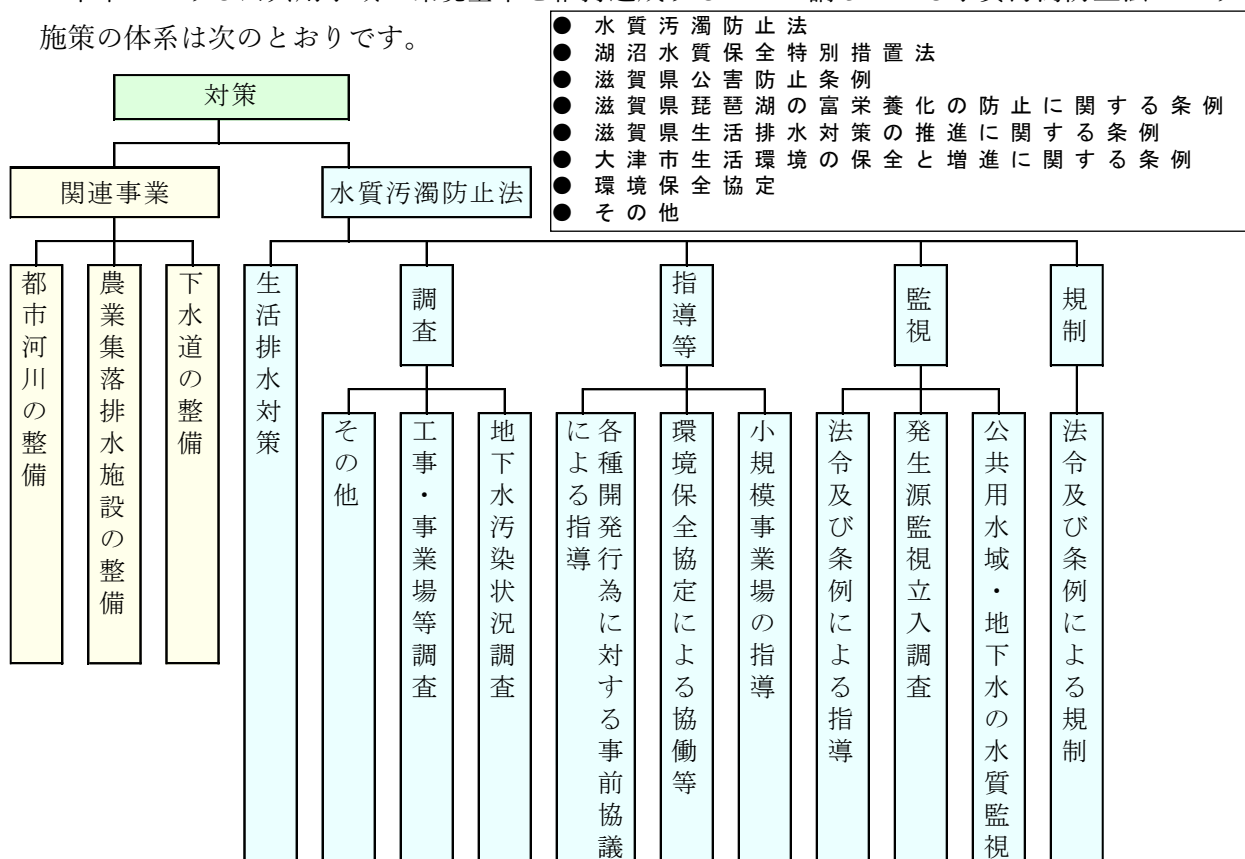 施策の体系は次のとおりです。
● 水質汚濁防止法
● 湖沼水質保全特別措置法
● 滋賀県公害防止条例
● 滋賀県琵琶湖の富栄養化の防止に関する条例
● 滋賀県生活排水対策の推進に関する条例
● 大津市生活環境の保全と増進に関する条例
● 環境保全協定
● その他
対策
関連事業
水質汚濁防止法
都市河川の整備
農業集落排水施設の整備
下水道の整備
生活排水対策
調査
指導等
監視
規制
その他
工事・事業場等調査
地下水汚染状況調査
各種開発行為に対する事前協議
による指導
環境保全協定による協働等
小規模事業場の指導
法令及び条例による指導
発生源監視立入調査
公共用水域・地下水の水質監視
法令及び条例による規制